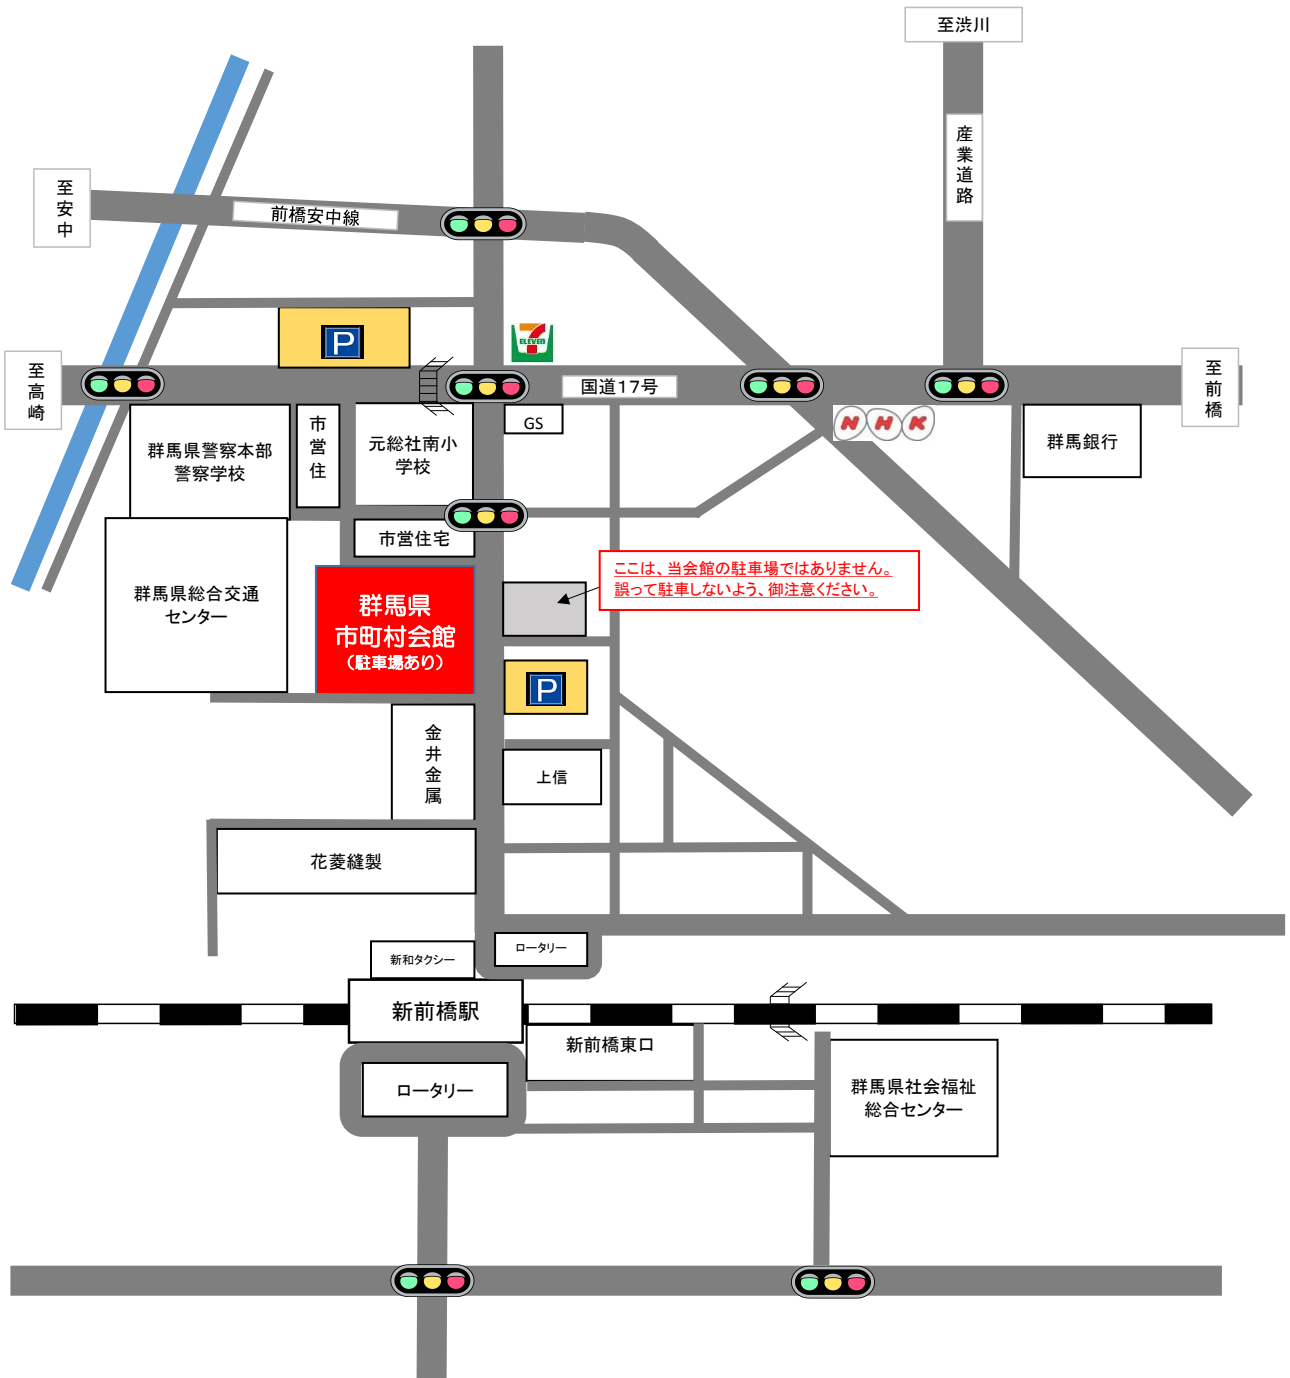 至渋川
産業道路
至安中
前橋安中線
P
ELEVEN
至高崎
国道17号
至前橋
群馬県警察本部
警察学校
市営住
元総社南小
学校
GS
NHK
群馬銀行
市営住宅
ここは、当会館の駐車場ではありません。
誤って駐車しないよう、御注意ください。
群馬県総合交通
センター
群馬県
市町村会館
（駐車場あり）
P
金井金属
上信
花菱縫製
新和タクシー
ロータリー
新前橋駅
新前橋東口
ロータリー
群馬県社会福祉
総合センター